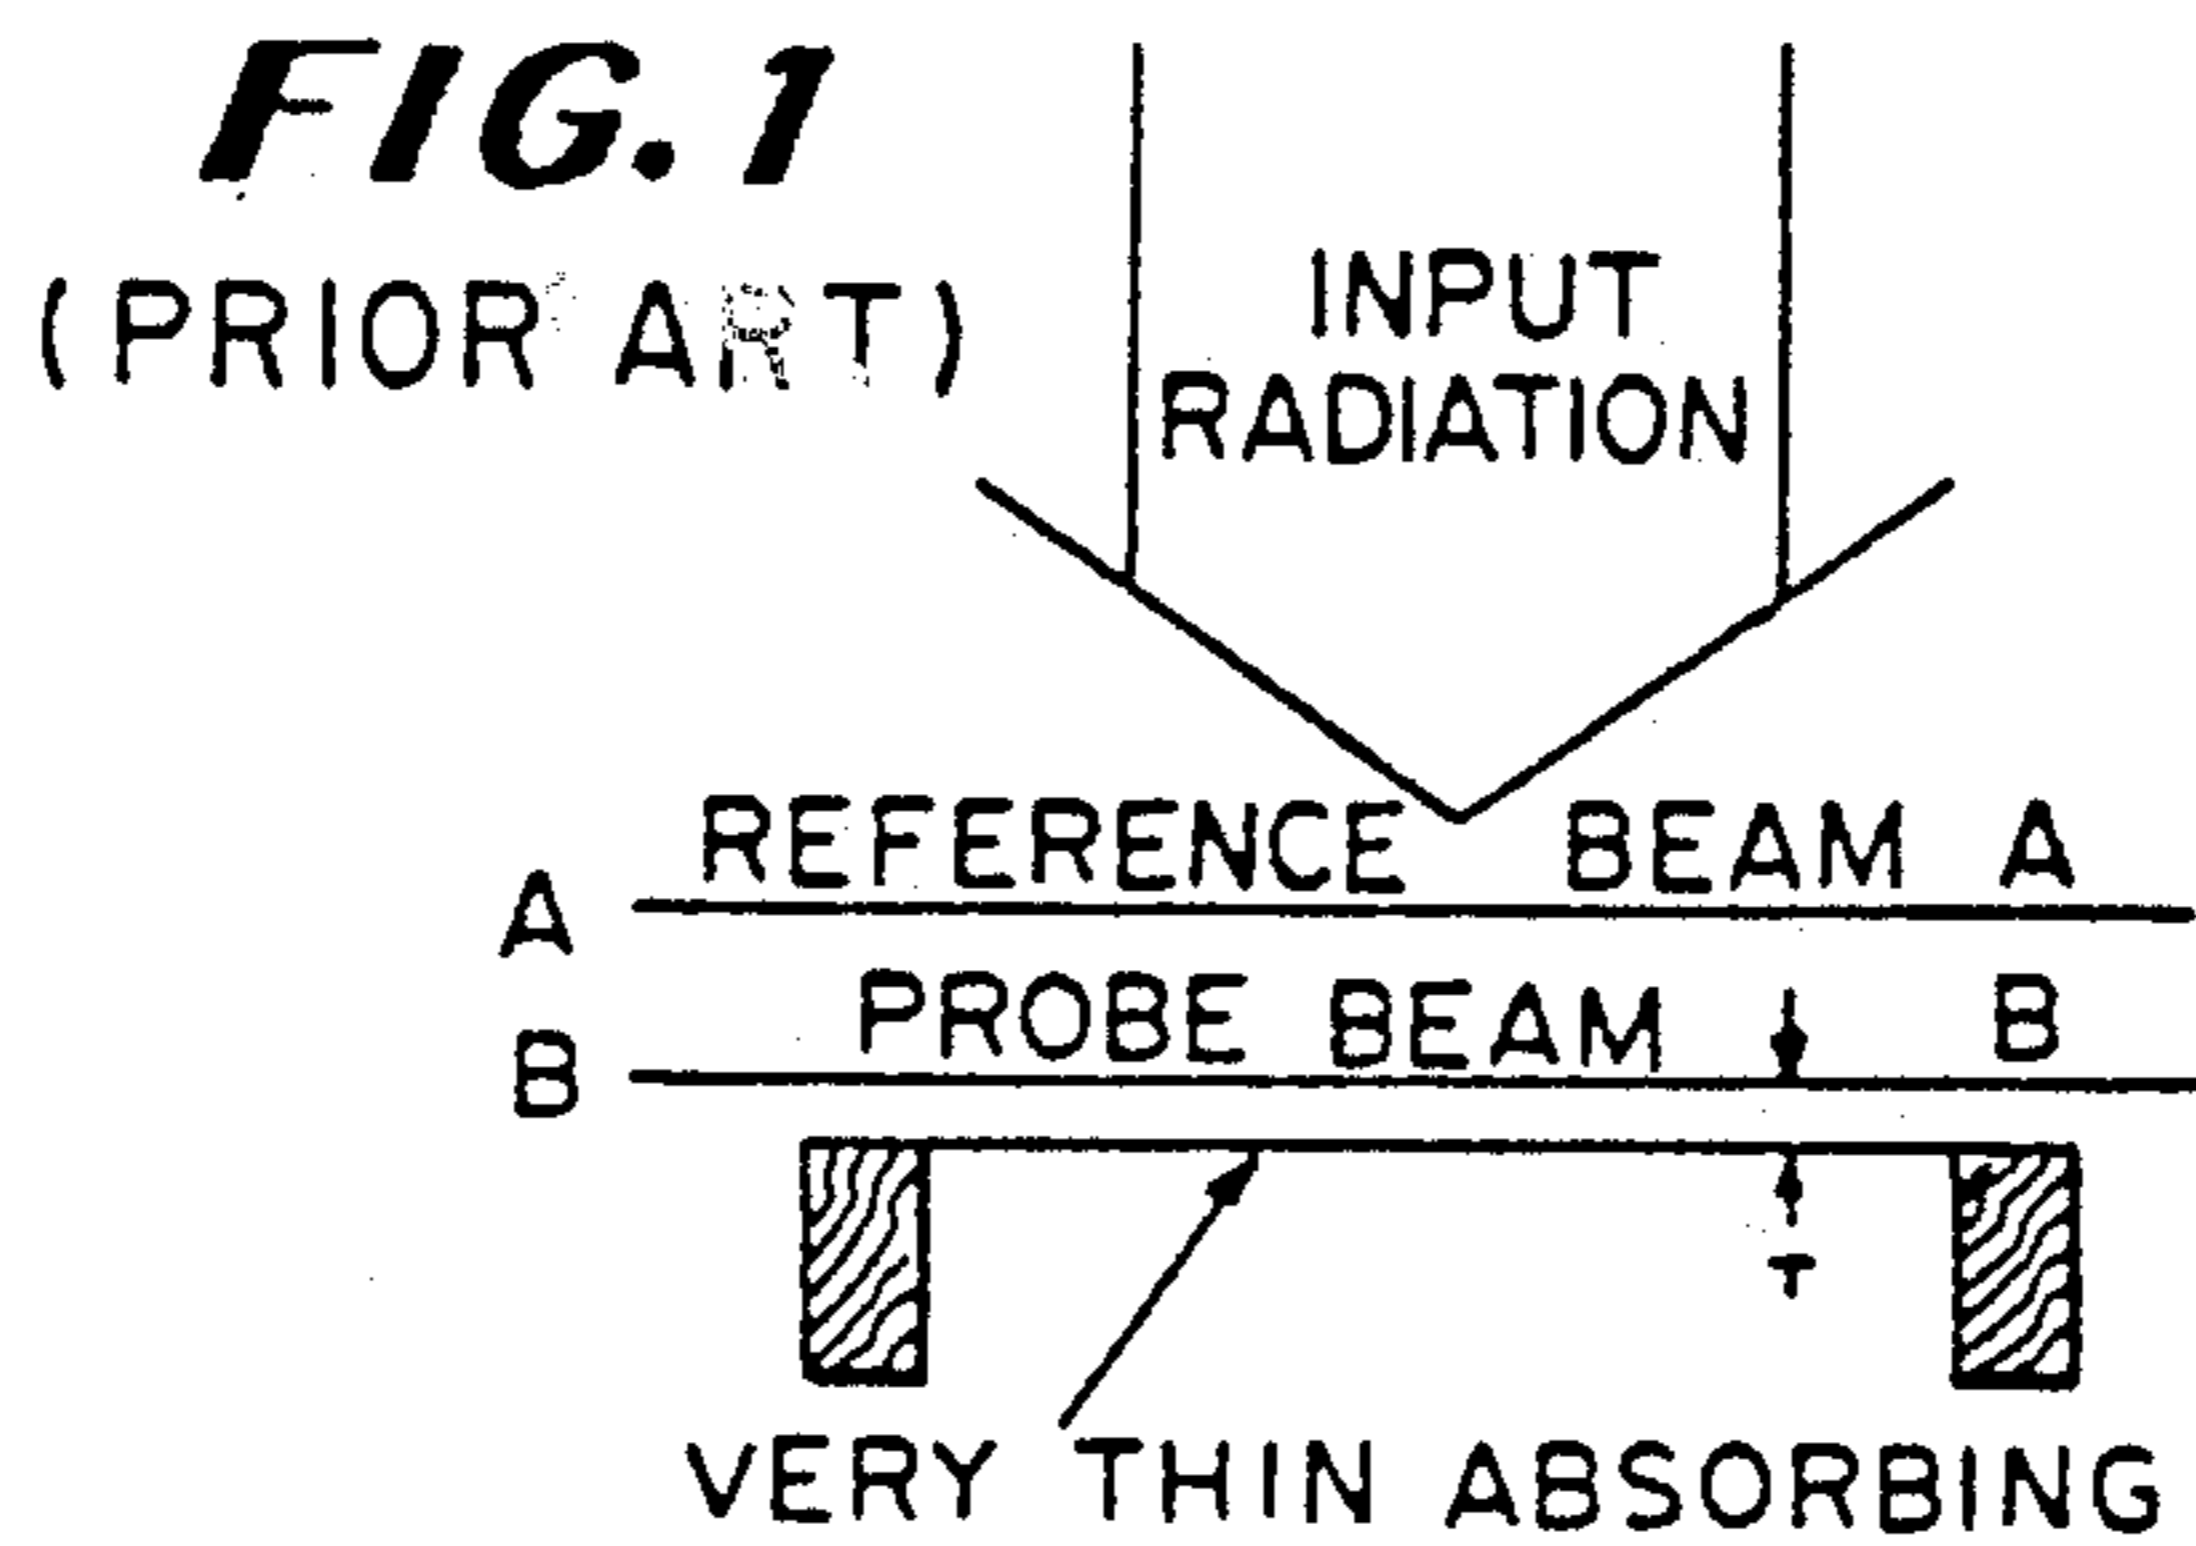 FIG. 1
(PRIOR ART)
INPUT
RADIATION
REFERENCE BEAM A
A
PROBE BEAM B
B
T
VERY THIN ABSORBING